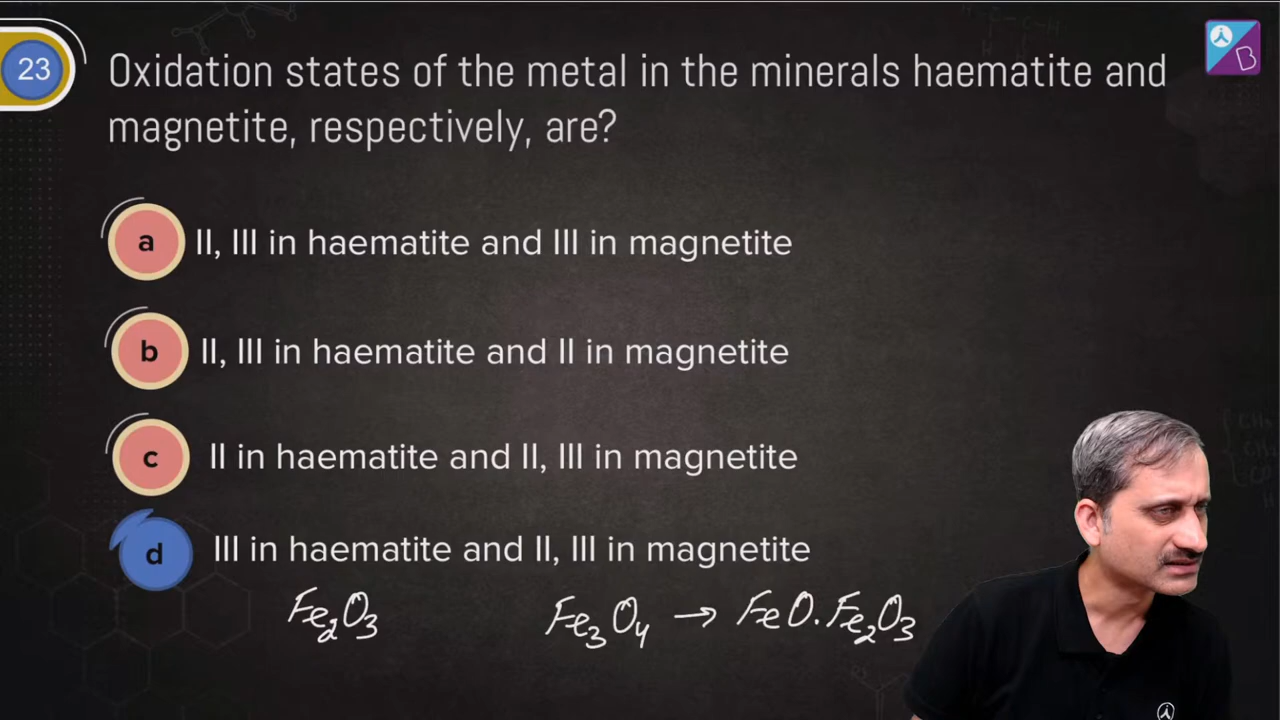 23
Oxidation states of the metal in the minerals haematite and
magnetite, respectively, are?
a II, III in haematite and III in magnetite
b II, III in haematite and II in magnetite
c II in haematite and II, III in magnetite
d III in haematite and II, III in magnetite
Fe₂O₃ Fe₃O₄ → FeO.Fe₂O₃
B